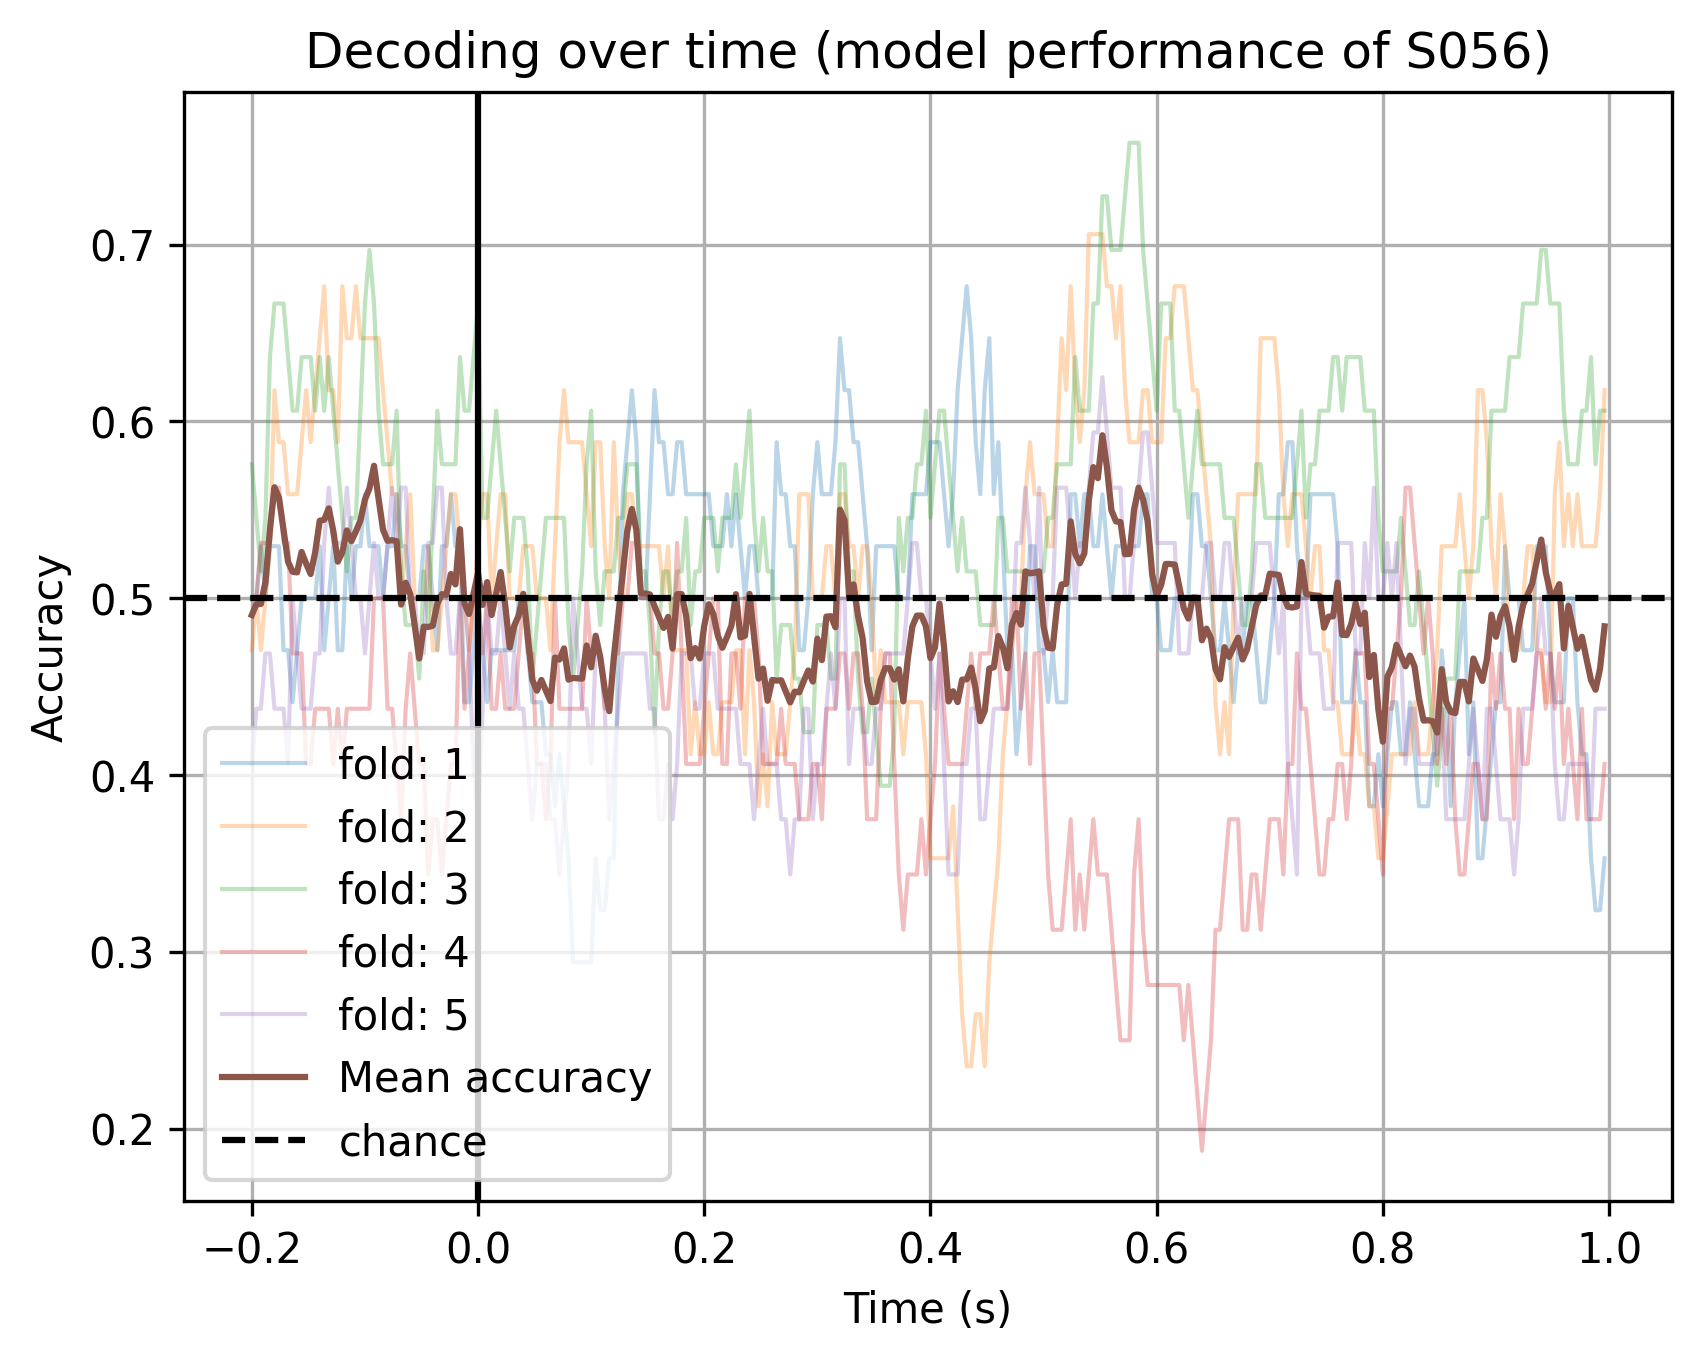 Decoding over time (model performance of S056)
Accuracy
0.7
0.6
0.5
0.4
0.3
0.2
fold: 1
fold: 2
fold: 3
fold: 4
fold: 5
Mean accuracy
chance
−0.2 0.0 0.2 0.4 0.6 0.8 1.0
Time (s)